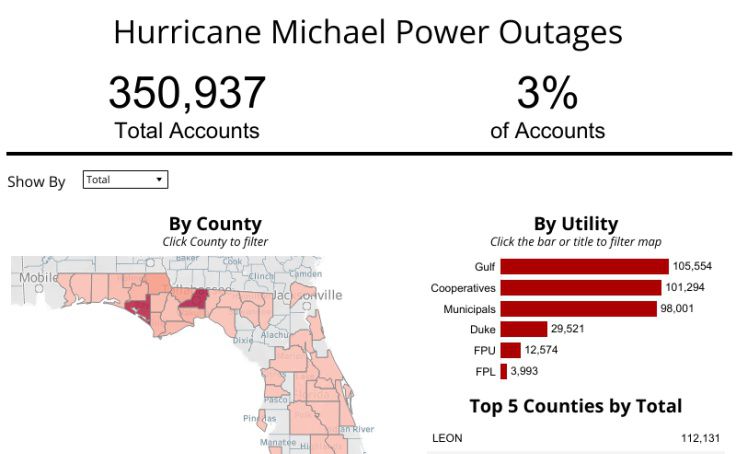 Hurricane Michael Power Outages
350,937
Total Accounts
3%
of Accounts
Show By
Total
By County
Click County to filter
Baker
Cook
Clinch
Camden
Mobile
Dixie
Alachu
Marion
Pasco
Manatee
By Utility
Click the bar or title to filter map
Gulf 105,554
Cooperatives 101,294
Municipals 98,001
Duke 29,521
FPU 12,574
FPL 3,993
Top 5 Counties by Total
LEON 112,131